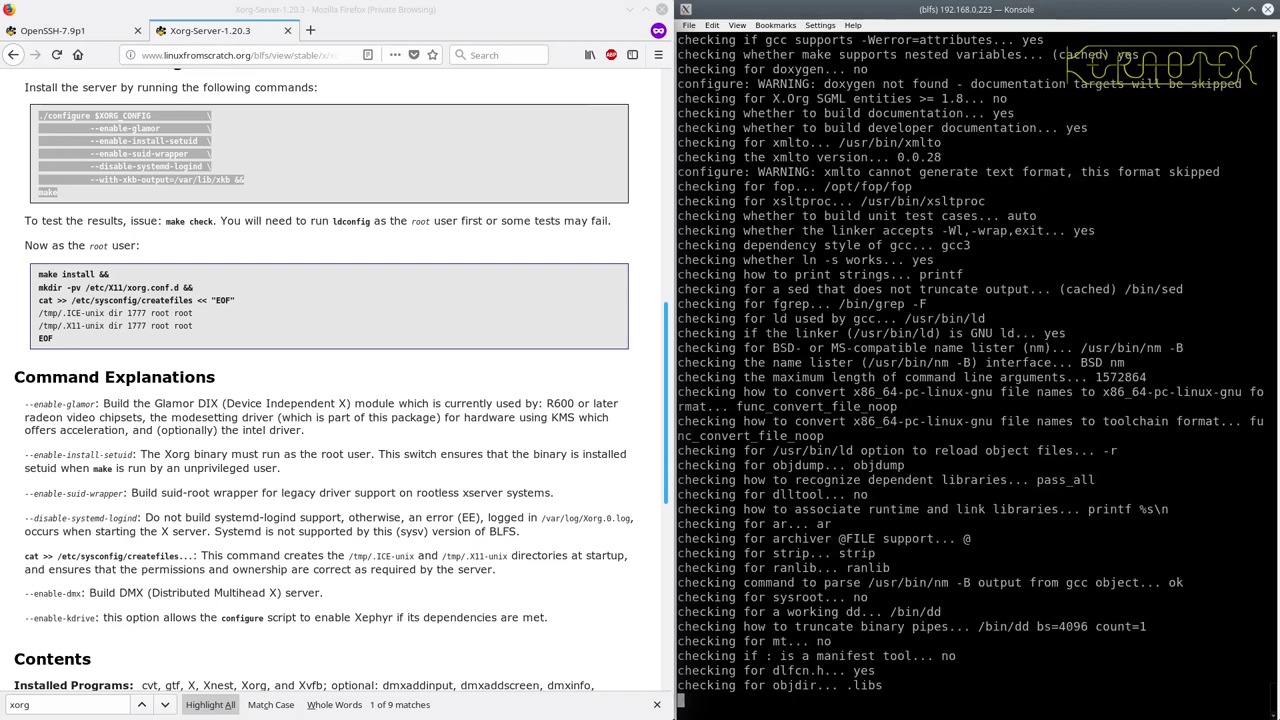 Xorg-Server-1.20.3 - Mozilla Firefox (Private Browsing)
OpenSSH-7.9p1
Xorg-Server-1.20.3
www.linuxfromscratch.org/blfs/view/stable/x
Search
Install the server by running the following commands:
./configure $XORG_CONFIG \
--enable-glamor \
--enable-install-setuid \
--enable-suid-wrapper \
--disable-systemd-logind \
--with-xkb-output=/var/lib/xkb &&
make
To test the results, issue: make check. You will need to run ldconfig as the root user first or some tests may fail.
Now as the root user:
make install &&
mkdir -pv /etc/X11/xorg.conf.d &&
cat >> /etc/sysconfig/createfiles << "EOF"
/tmp/.ICE-unix dir 1777 root root
/tmp/.X11-unix dir 1777 root root
EOF
Command Explanations
--enable-glamor: Build the Glamor DIX (Device Independent X) module which is currently used by: R600 or later
radeon video chipsets, the modesetting driver (which is part of this package) for hardware using KMS which
offers acceleration, and (optionally) the intel driver.
--enable-install-setuid: The Xorg binary must run as the root user. This switch ensures that the binary is installed
setuid when make is run by an unprivileged user.
--enable-suid-wrapper: Build suid-root wrapper for legacy driver support on rootless xserver systems.
--disable-systemd-logind: Do not build systemd-logind support, otherwise, an error (EE), logged in /var/log/Xorg.0.log,
occurs when starting the X server. Systemd is not supported by this (sysv) version of BLFS.
cat >> /etc/sysconfig/createfiles...: This command creates the /tmp/.ICE-unix and /tmp/.X11-unix directories at startup,
and ensures that the permissions and ownership are correct as required by the server.
--enable-dmx: Build DMX (Distributed Multihead X) server.
--enable-kdrive: this option allows the configure script to enable Xephyr if its dependencies are met.
Contents
Installed Programs: cvt, gtf, X, Xnest, Xorg, and Xvfb; optional: dmxaddinput, dmxaddscreen, dmxinfo,
xorg
Highlight All
Match Case
Whole Words
1 of 9 matches
(blfs) 192.168.0.223 — Konsole
File Edit View Bookmarks Settings Help
checking if gcc supports -Werror=attributes... yes
checking whether make supports nested variables... (cached) yes
checking for doxygen... no
configure: WARNING: doxygen not found - documentation targets will be skipped
checking for X.Org SGML entities >= 1.8... no
checking whether to build documentation... yes
checking whether to build developer documentation... yes
checking for xmlto... /usr/bin/xmlto
checking the xmlto version... 0.0.28
configure: WARNING: xmlto cannot generate text format, this format skipped
checking for fop... /opt/fop/fop
checking for xsltproc... /usr/bin/xsltproc
checking whether to build unit test cases... auto
checking whether the linker accepts -Wl,-wrap,exit... yes
checking dependency style of gcc... gcc3
checking whether ln -s works... yes
checking how to print strings... printf
checking for a sed that does not truncate output... (cached) /bin/sed
checking for fgrep... /bin/grep -F
checking for ld used by gcc... /usr/bin/ld
checking if the linker (/usr/bin/ld) is GNU ld... yes
checking for BSD- or MS-compatible name lister (nm)... /usr/bin/nm -B
checking the name lister (/usr/bin/nm -B) interface... BSD nm
checking the maximum length of command line arguments... 1572864
checking how to convert x86_64-pc-linux-gnu file names to x86_64-pc-linux-gnu fo
rmat... func_convert_file_noop
checking how to convert x86_64-pc-linux-gnu file names to toolchain format... fu
nc_convert_file_noop
checking for /usr/bin/ld option to reload object files... -r
checking for objdump... objdump
checking how to recognize dependent libraries... pass_all
checking for dlltool... no
checking how to associate runtime and link libraries... printf %s\n
checking for ar... ar
checking for archiver @FILE support... @
checking for strip... strip
checking for ranlib... ranlib
checking command to parse /usr/bin/nm -B output from gcc object... ok
checking for sysroot... no
checking for a working dd... /bin/dd
checking how to truncate binary pipes... /bin/dd bs=4096 count=1
checking for mt... no
checking if : is a manifest tool... no
checking for dlfcn.h... yes
checking for objdir... .libs